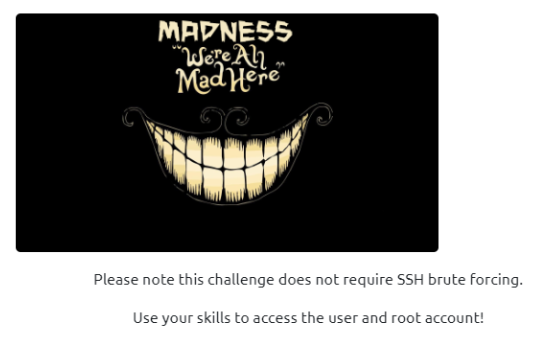 MADNESS
"We're All
Mad Here"
Please note this challenge does not require SSH brute forcing.
Use your skills to access the user and root account!